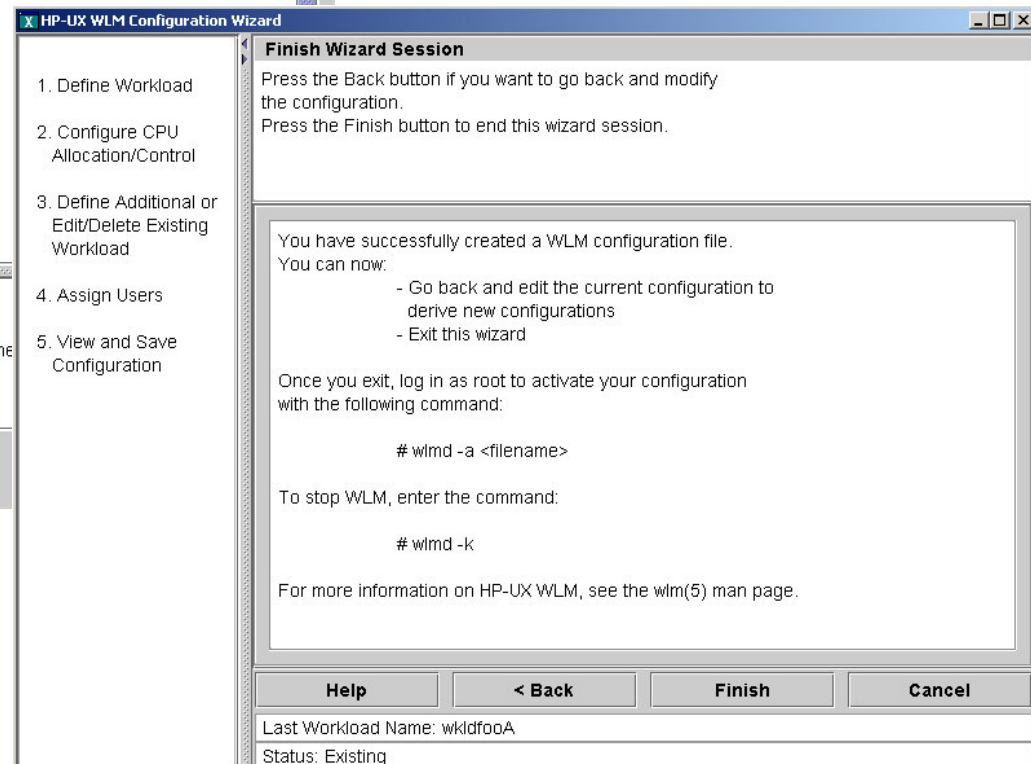 HP-UX WLM Configuration Wizard
1. Define Workload
2. Configure CPU
Allocation/Control
3. Define Additional or
Edit/Delete Existing
Workload
4. Assign Users
5. View and Save
Configuration
Finish Wizard Session
Press the Back button if you want to go back and modify
the configuration.
Press the Finish button to end this wizard session.
You have successfully created a WLM configuration file.
You can now:
- Go back and edit the current configuration to
derive new configurations
- Exit this wizard
Once you exit, log in as root to activate your configuration
with the following command:
# wlmd -a <filename>
To stop WLM, enter the command:
# wlmd -k
For more information on HP-UX WLM, see the wlm(5) man page.
Help
< Back
Finish
Cancel
Last Workload Name: wkldfooA
Status: Existing